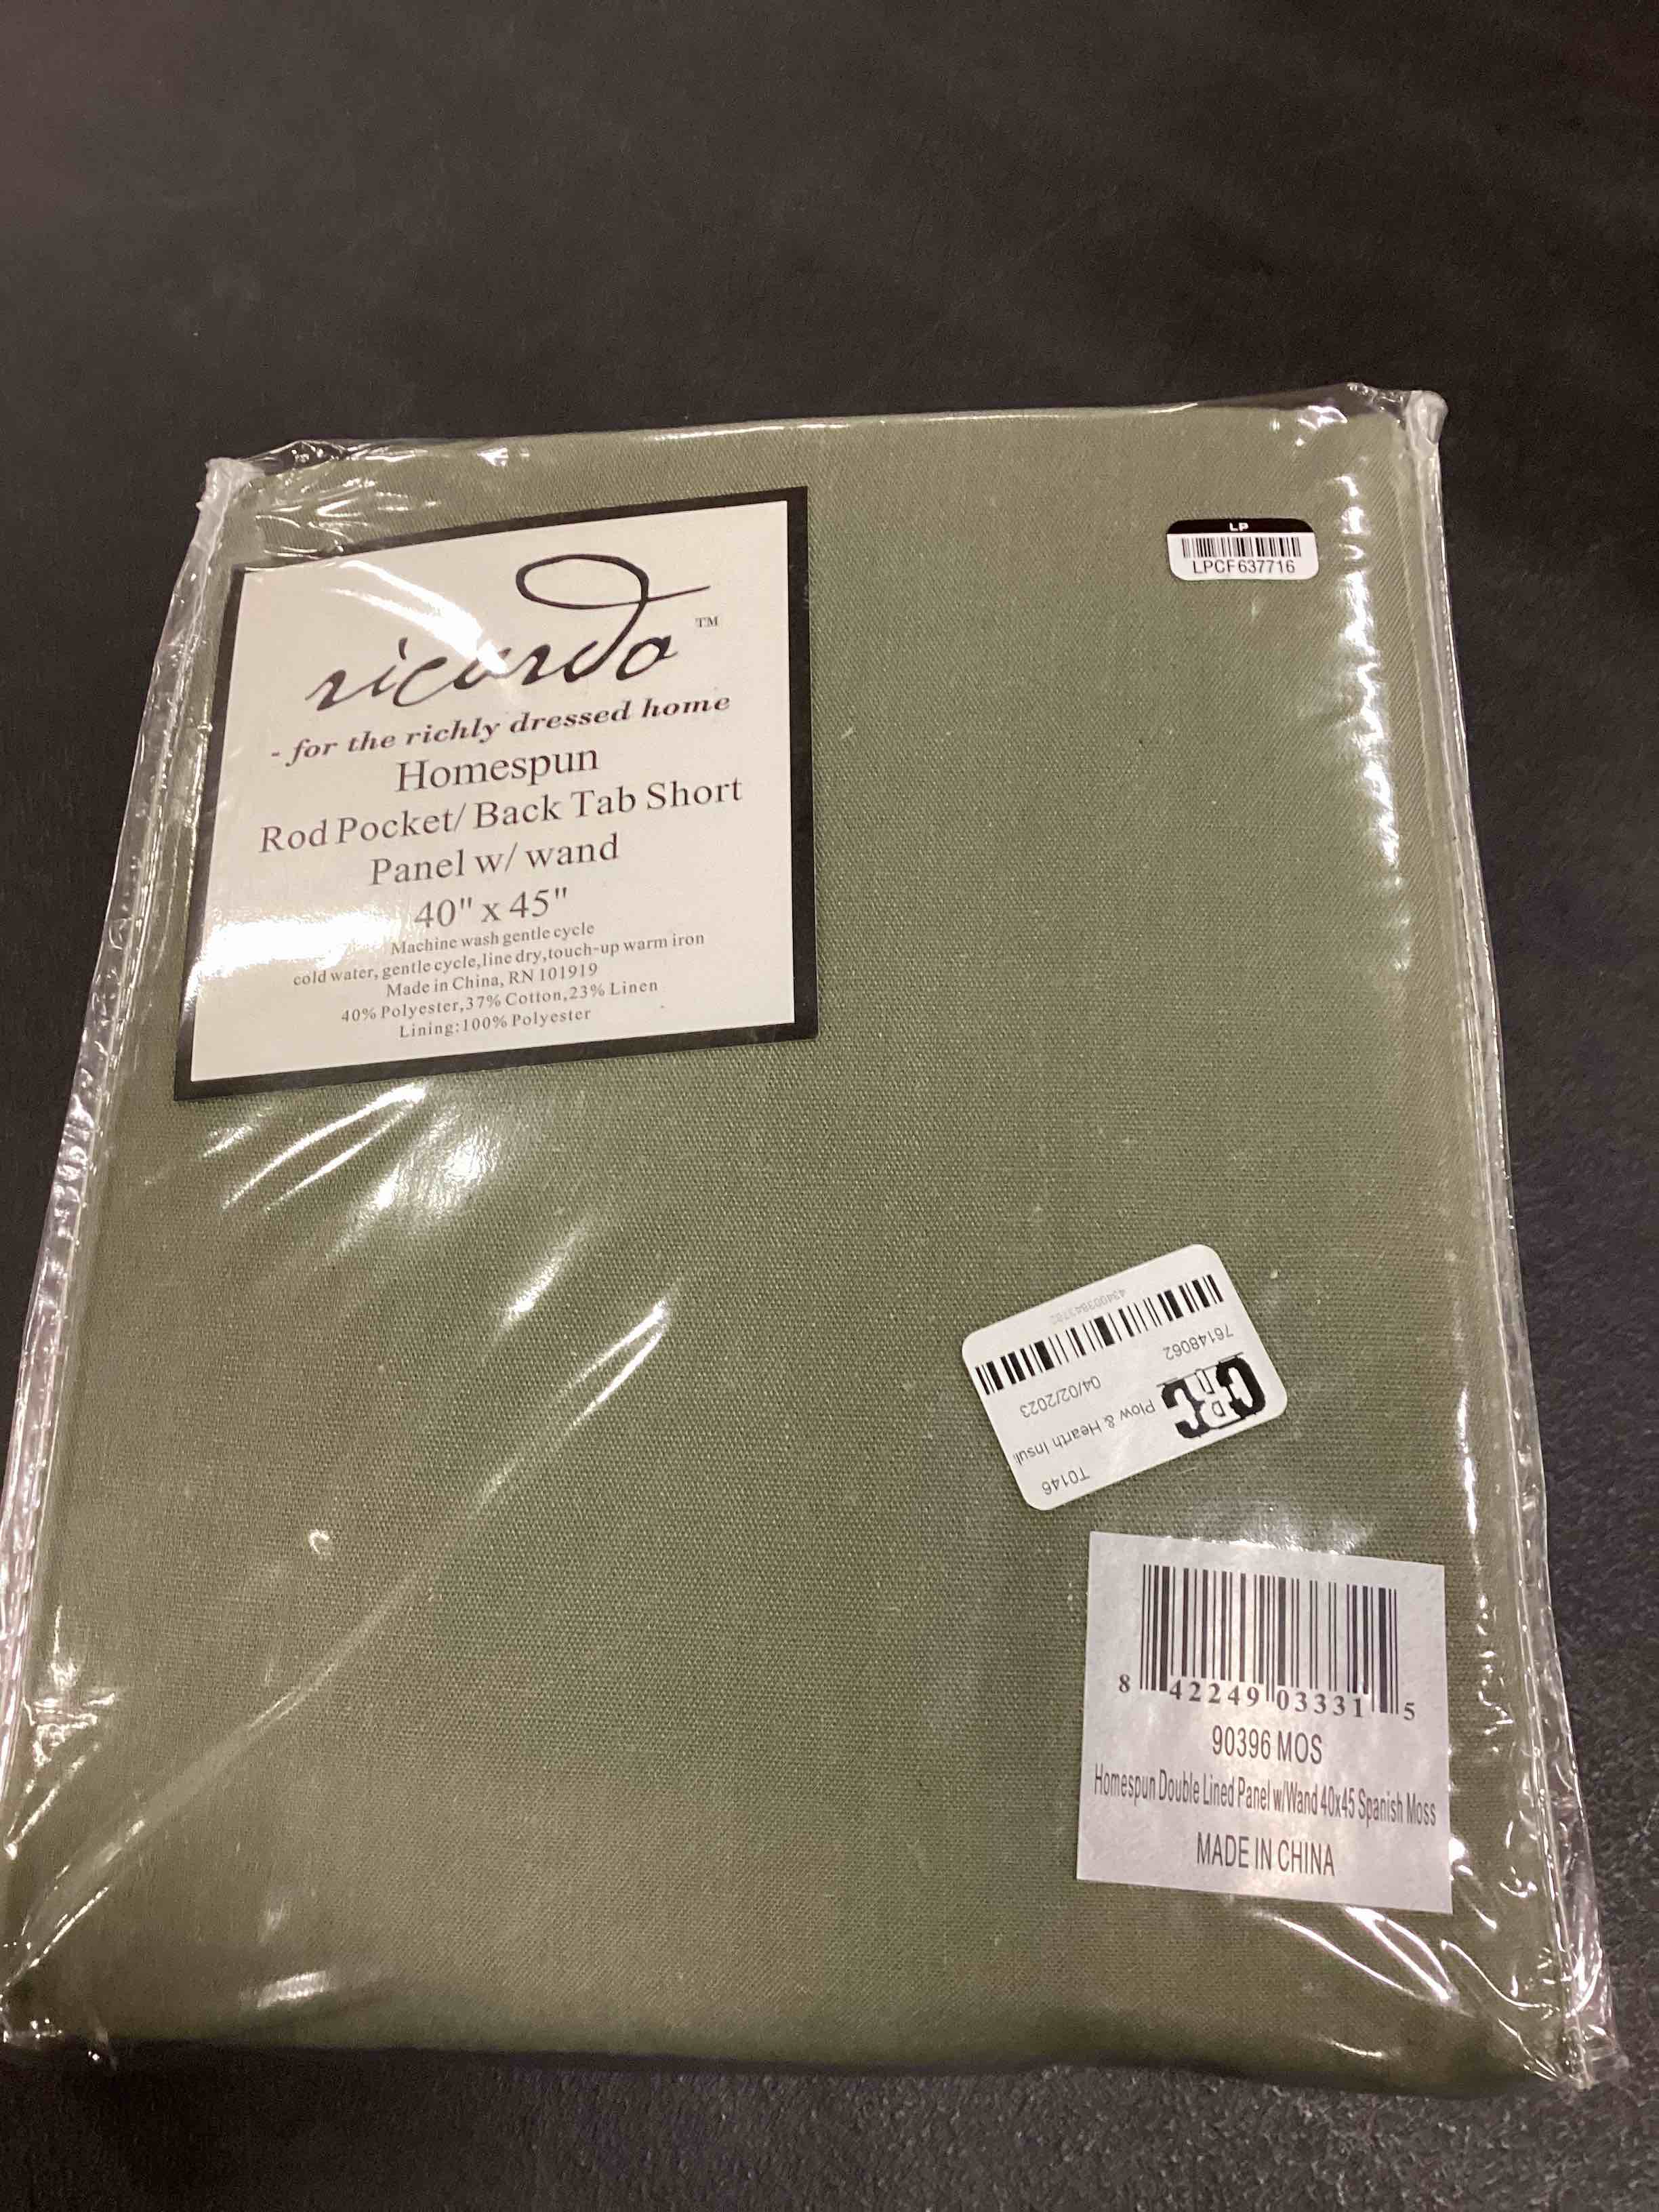 ricardo™
- for the richly dressed home
Homespun
Rod Pocket/ Back Tab Short
Panel w/ wand
40" x 45"
Machine wash gentle cycle
cold water, gentle cycle,line dry,touch-up warm iron
Made in China, RN 101919
40% Polyester,37% Cotton,23% Linen
Lining:100% Polyester
LP
LPCF637716
T0146
Plow & Hearth Insul
04/02/2023
CRC
76148062
8 42249 03331 5
90396 MOS
Homespun Double Lined Panel w/Wand 40x45 Spanish Moss
MADE IN CHINA